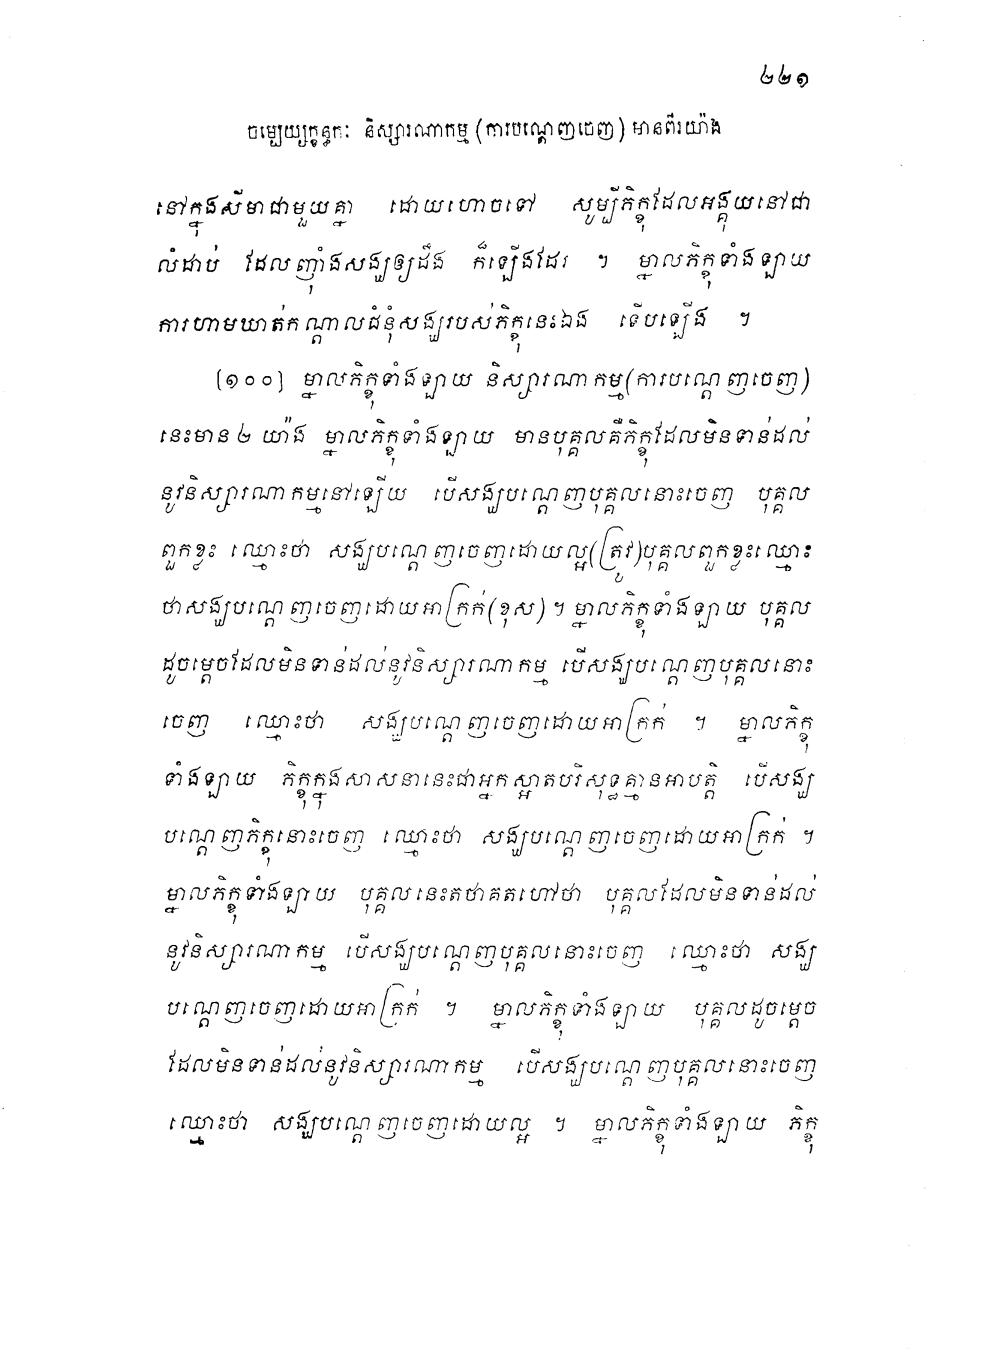 ២២១
ចម្បេយ្យក្ខន្ធកៈ និស្សារណាកម្ម (ការបណ្តេញចេញ) មានពីរយ៉ាង
នៅក្នុងសីមាជាមួយគ្នា ដោយហោចទៅ សូម្បីភិក្ខុដែលអង្គុយនៅជា
លំដាប់ ដែលញ៉ាំងសង្ឃឲ្យដឹង ក៏ឡើងដែរ ។ ម្នាលភិក្ខុទាំងឡាយ
ការហាមឃាត់កណ្តាលជំនុំសង្ឃរបស់ភិក្ខុនេះឯង ទើបឡើង ។
(១០០) ម្នាលភិក្ខុទាំងឡាយ និស្សារណាកម្ម(ការបណ្តេញចេញ)
នេះមាន ២ យ៉ាង ម្នាលភិក្ខុទាំងឡាយ មានបុគ្គលគឺភិក្ខុដែលមិនទាន់ដល់
នូវនិស្សារណាកម្មនៅឡើយ បើសង្ឃបណ្តេញបុគ្គលនោះចេញ បុគ្គល
ពួកខ្លះ ឈ្មោះថា សង្ឃបណ្តេញចេញដោយល្អ(ត្រូវ)បុគ្គលពួកខ្លះឈ្មោះ
ថាសង្ឃបណ្តេញចេញដោយអាក្រក់(ខុស) ។ ម្នាលភិក្ខុទាំងឡាយ បុគ្គល
ដូចម្តេចដែលមិនទាន់ដល់នូវនិស្សារណាកម្ម បើសង្ឃបណ្តេញបុគ្គលនោះ
ចេញ ឈ្មោះថា សង្ឃបណ្តេញចេញដោយអាក្រក់ ។ ម្នាលភិក្ខុ
ទាំងឡាយ ភិក្ខុក្នុងសាសនានេះជាអ្នកស្អាតបរិសុទ្ធគ្មានអាបត្តិ បើសង្ឃ
បណ្តេញភិក្ខុនោះចេញ ឈ្មោះថា សង្ឃបណ្តេញចេញដោយអាក្រក់ ។
ម្នាលភិក្ខុទាំងឡាយ បុគ្គលនេះតថាគតហៅថា បុគ្គលដែលមិនទាន់ដល់
នូវនិស្សារណាកម្ម បើសង្ឃបណ្តេញបុគ្គលនោះចេញ ឈ្មោះថា សង្ឃ
បណ្តេញចេញដោយអាក្រក់ ។ ម្នាលភិក្ខុទាំងឡាយ បុគ្គលដូចម្តេច
ដែលមិនទាន់ដល់នូវនិស្សារណាកម្ម បើសង្ឃបណ្តេញបុគ្គលនោះចេញ
ឈ្មោះថា សង្ឃបណ្តេញចេញដោយល្អ ។ ម្នាលភិក្ខុទាំងឡាយ ភិក្ខុ